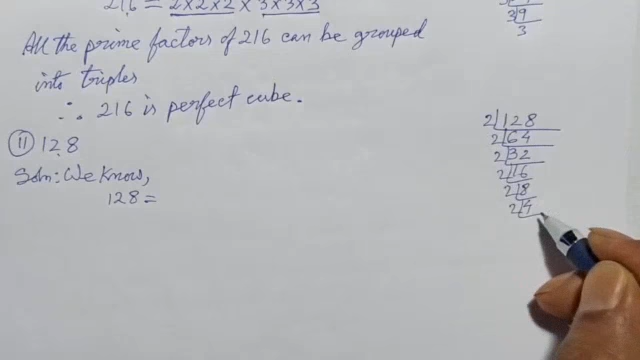 216 = 2×2×2 × 3×3×3
All the prime factors of 216 can be grouped
into triples
∴ 216 is perfect cube.
(ii) 128
Soln: We Know,
128 =
3 9
3
2 128
2 64
2 32
2 16
2 8
2 4